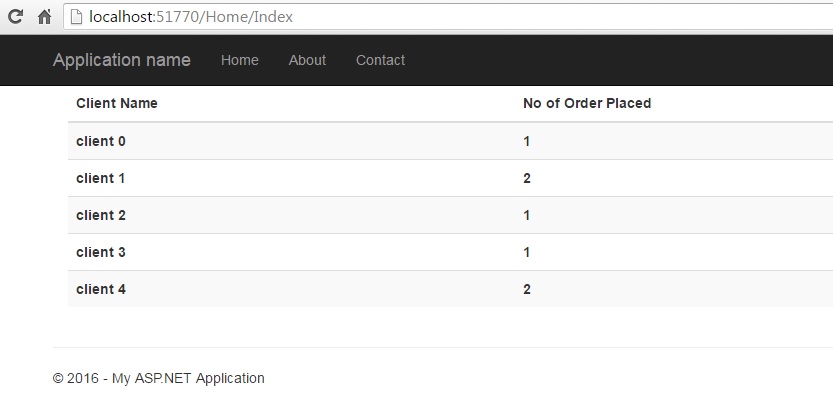 localhost:51770/Home/Index
Application name Home About Contact
Client Name No of Order Placed
client 0 1
client 1 2
client 2 1
client 3 1
client 4 2
© 2016 - My ASP.NET Application